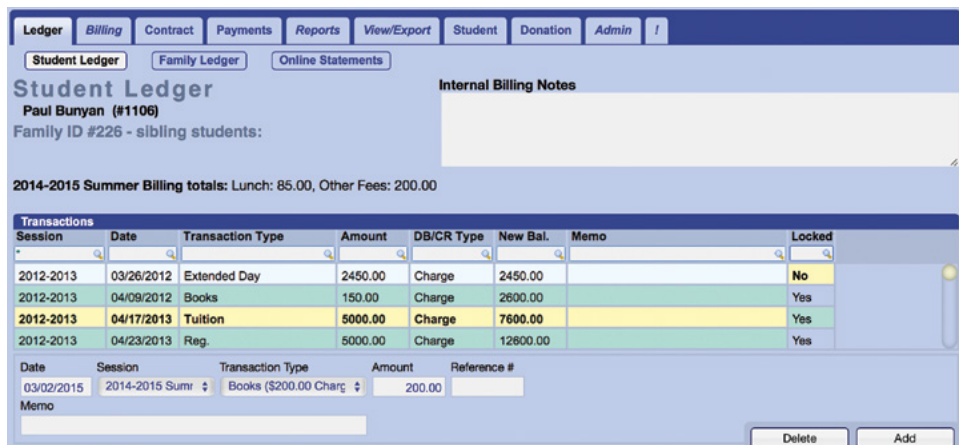 Ledger Billing Contract Payments Reports View/Export Student Donation Admin !
Student Ledger Family Ledger Online Statements
Student Ledger
Internal Billing Notes
Paul Bunyan (#1106)
Family ID #226 - sibling students:
2014-2015 Summer Billing totals: Lunch: 85.00, Other Fees: 200.00
Transactions
Session Date Transaction Type Amount DB/CR Type New Bal. Memo Locked
*
2012-2013 03/26/2012 Extended Day 2450.00 Charge 2450.00 No
2012-2013 04/09/2012 Books 150.00 Charge 2600.00 Yes
2012-2013 04/17/2013 Tuition 5000.00 Charge 7600.00 Yes
2012-2013 04/23/2013 Reg. 5000.00 Charge 12600.00 Yes
Date Session Transaction Type Amount Reference #
03/02/2015 2014-2015 Sumr Books ($200.00 Charg 200.00
Memo
Delete Add